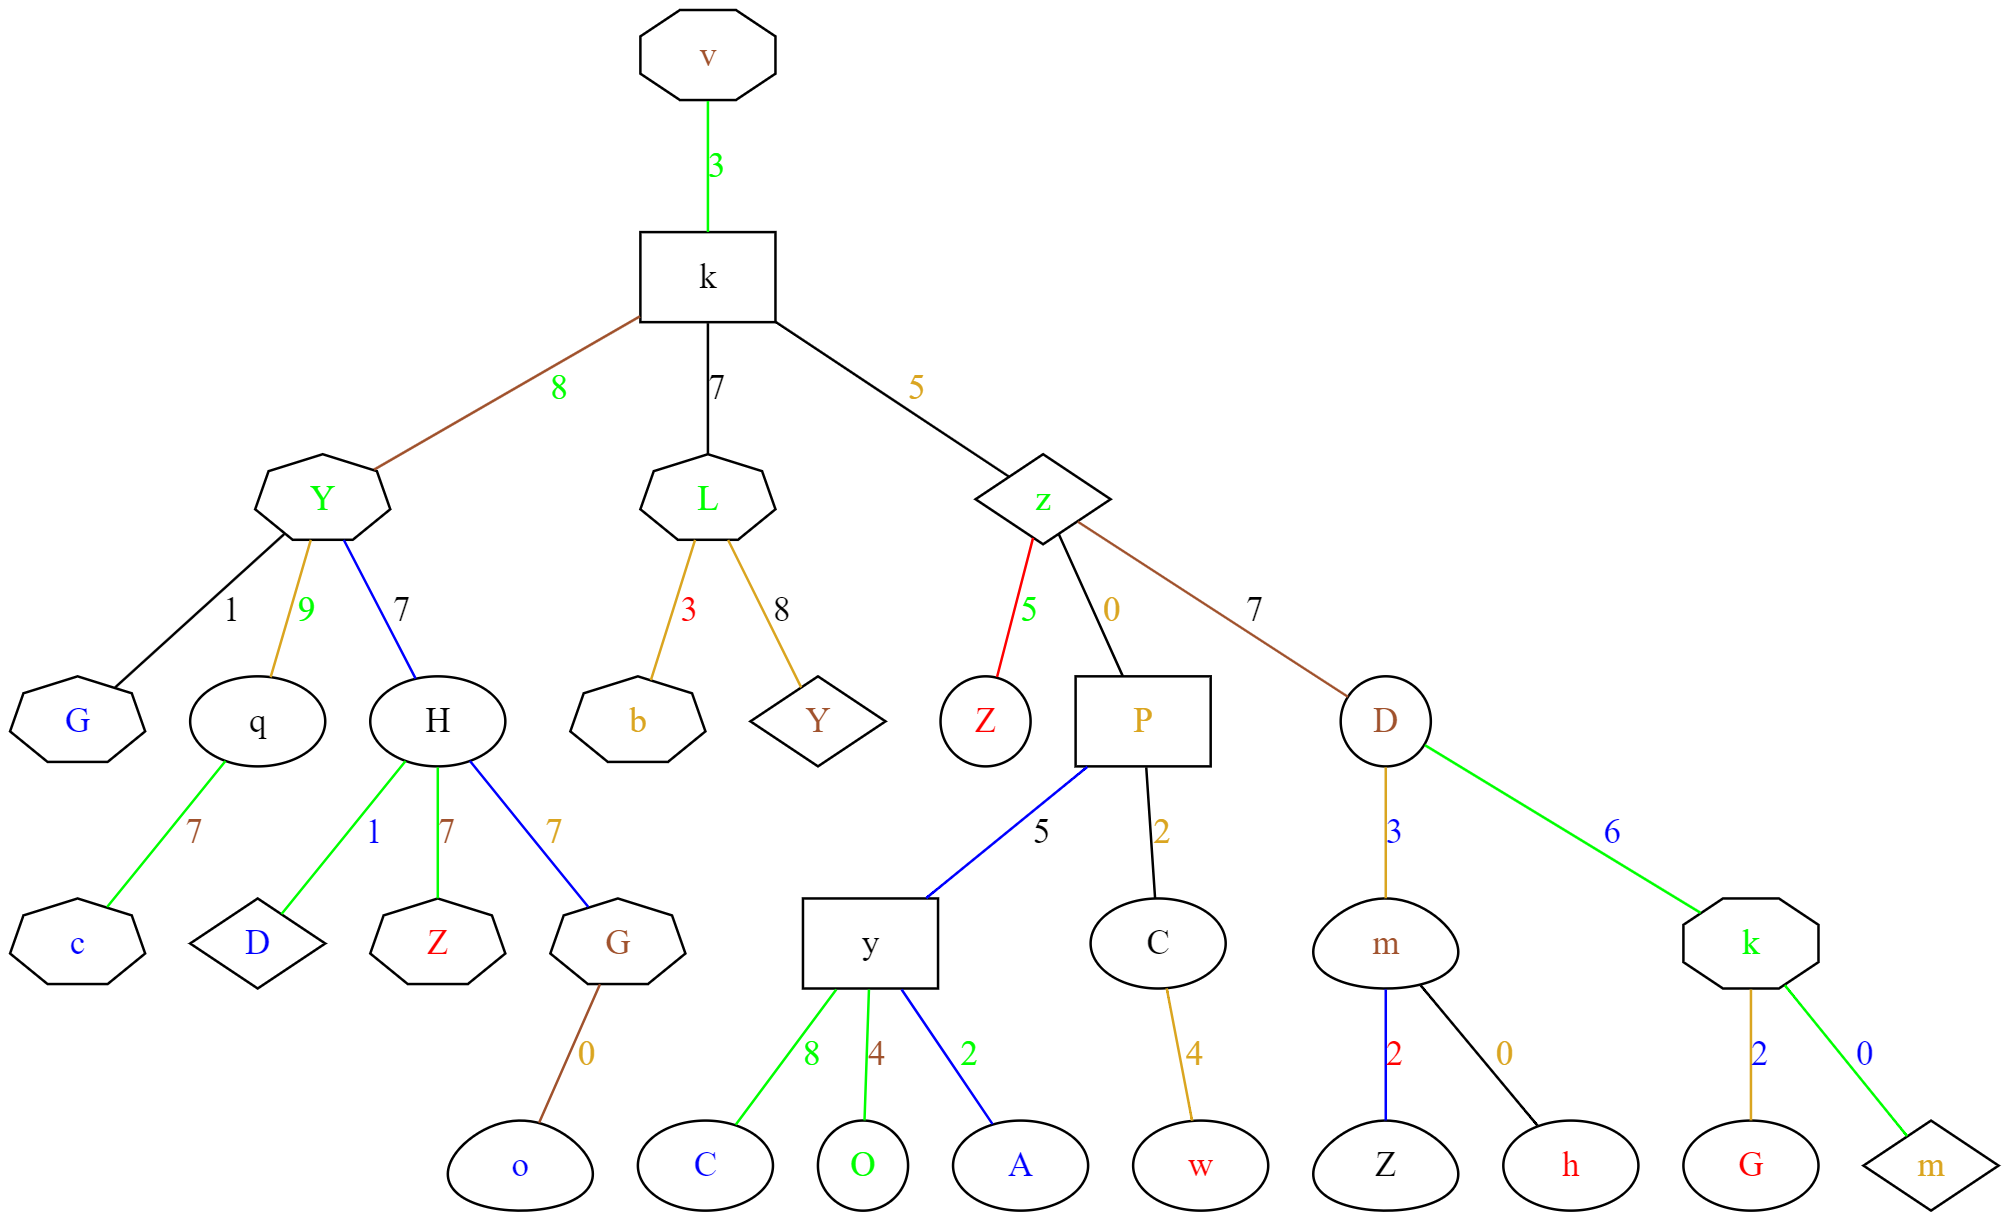 v
3
k
8 7 5
Y L z
1 9 7 3 8 5 0 7
G q H b Y Z P D
7 1 7 7 5 2 3 6
c D Z G y C m k
0 8 4 2 4 2 0 2 0
o C O A w Z h G m